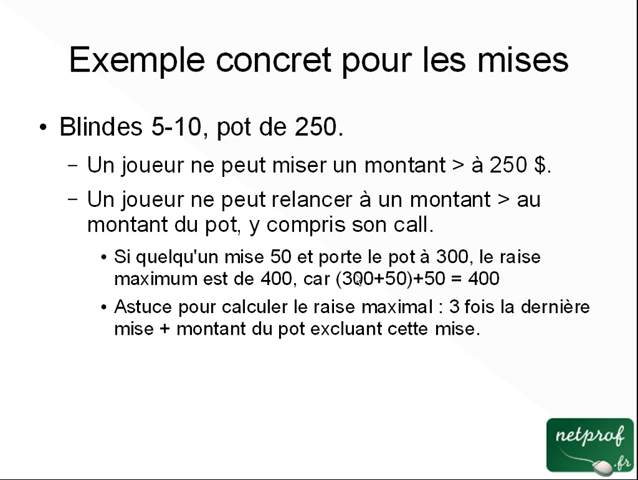 Exemple concret pour les mises
• Blindes 5-10, pot de 250.
– Un joueur ne peut miser un montant > à 250 $.
– Un joueur ne peut relancer à un montant > au
montant du pot, y compris son call.
• Si quelqu'un mise 50 et porte le pot à 300, le raise
maximum est de 400, car (300+50)+50 = 400
• Astuce pour calculer le raise maximal : 3 fois la dernière
mise + montant du pot excluant cette mise.
netprof
.fr